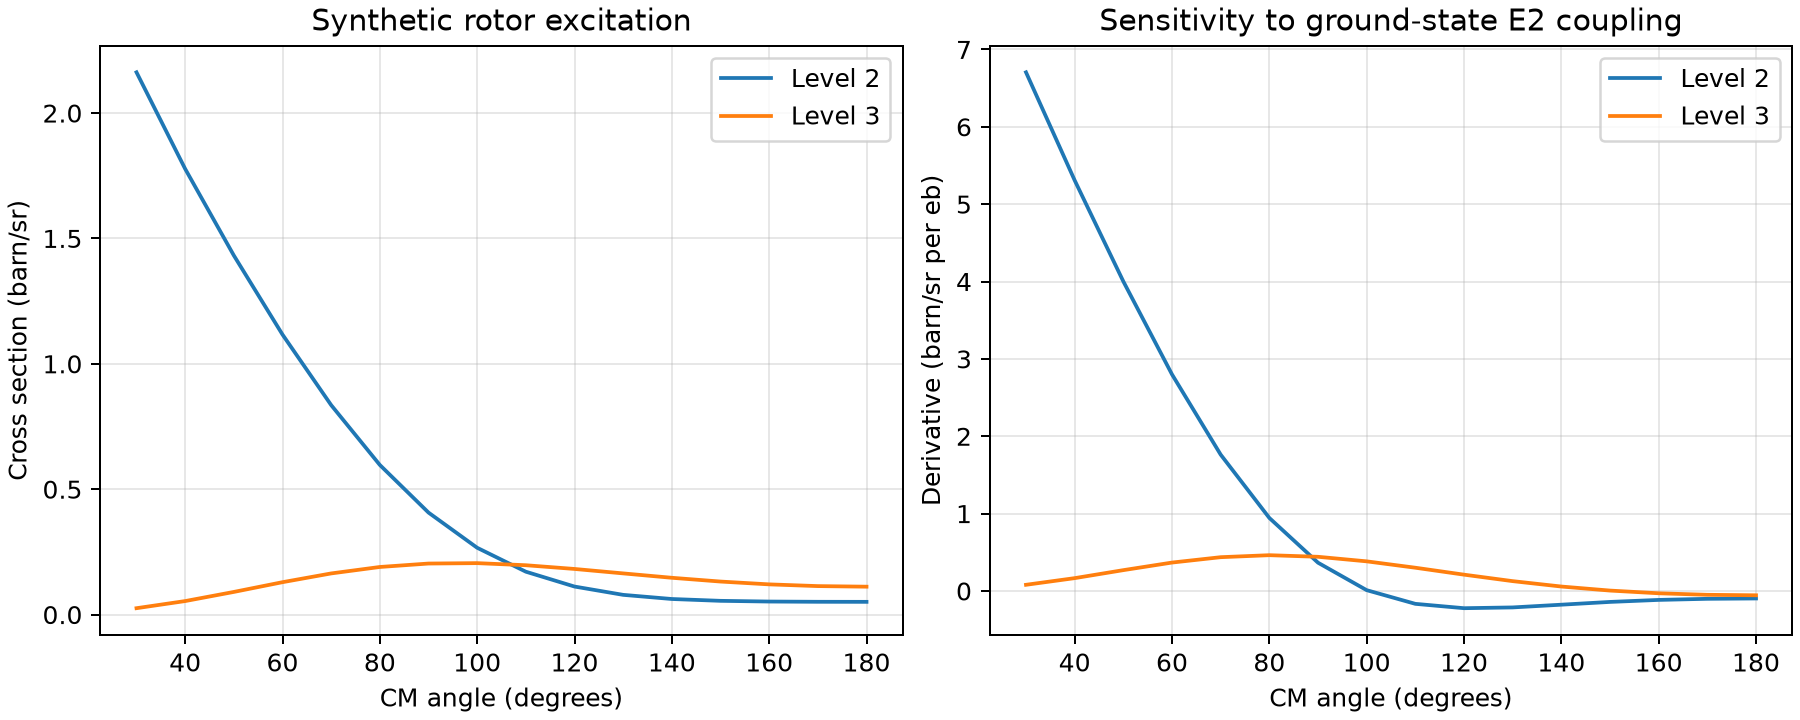 Synthetic rotor excitation
Cross section (barn/sr)
2.0
1.5
1.0
0.5
0.0
Level 2
Level 3
40 60 80 100 120 140 160 180
CM angle (degrees)
Sensitivity to ground-state E2 coupling
Derivative (barn/sr per eb)
7
6
5
4
3
2
1
0
Level 2
Level 3
40 60 80 100 120 140 160 180
CM angle (degrees)